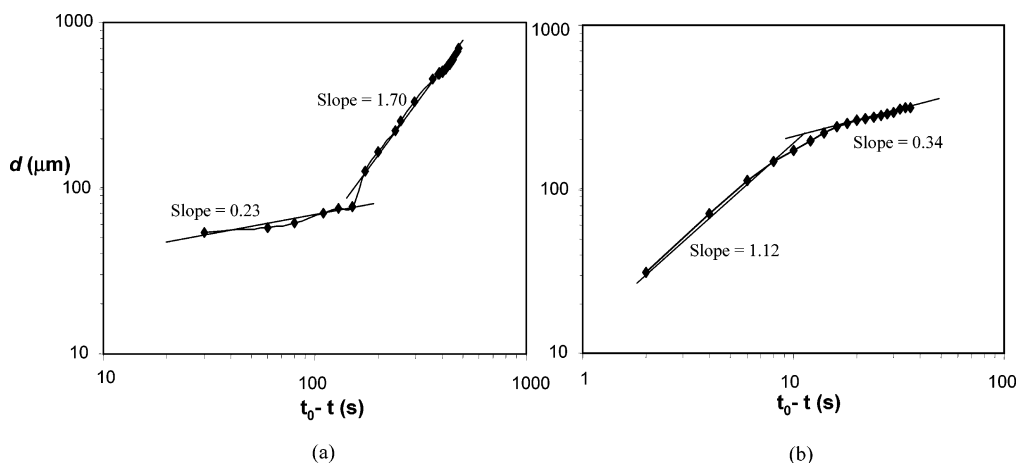 1000
Slope = 1.70
d (μm)
100
Slope = 0.23
10
10
100
1000
t0- t (s)
(a)
1000
Slope = 0.34
100
Slope = 1.12
10
1
10
100
t0- t (s)
(b)